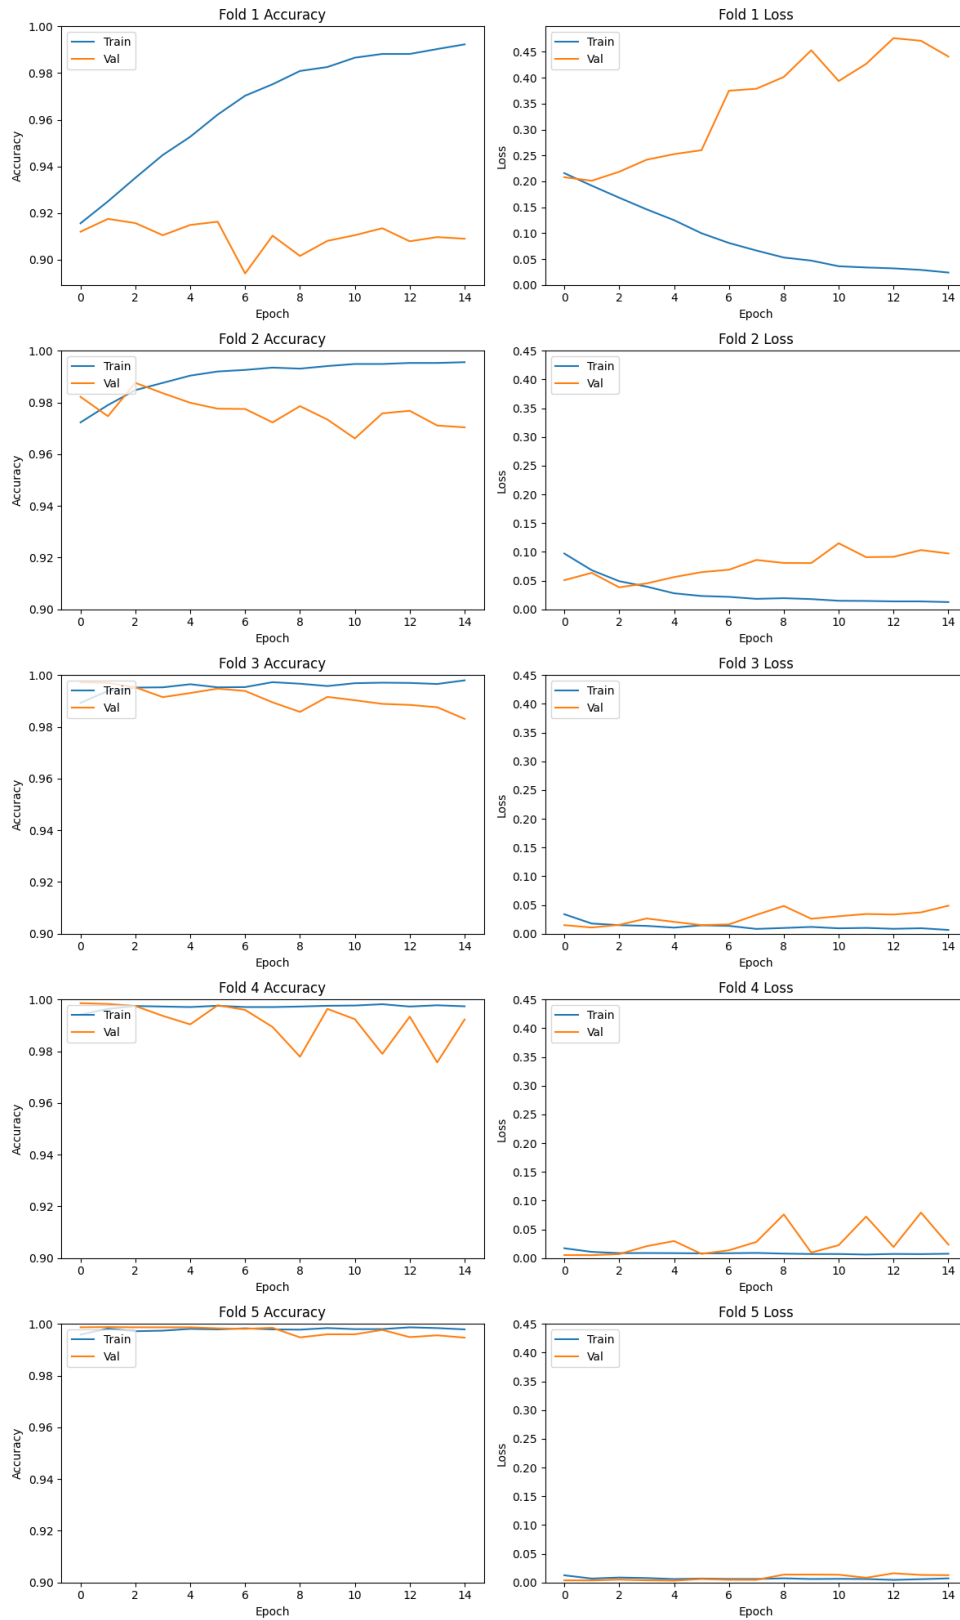 Fold 1 Accuracy
1.00
0.98
0.96
0.94
0.92
0.90
Accuracy
Train
Val
0 2 4 6 8 10 12 14
Epoch
Fold 1 Loss
0.45
0.40
0.35
0.30
0.25
0.20
0.15
0.10
0.05
0.00
Loss
Train
Val
0 2 4 6 8 10 12 14
Epoch
Fold 2 Accuracy
1.00
0.98
0.96
0.94
0.92
0.90
Accuracy
Train
Val
0 2 4 6 8 10 12 14
Epoch
Fold 2 Loss
0.45
0.40
0.35
0.30
0.25
0.20
0.15
0.10
0.05
0.00
Loss
Train
Val
0 2 4 6 8 10 12 14
Epoch
Fold 3 Accuracy
1.00
0.98
0.96
0.94
0.92
0.90
Accuracy
Train
Val
0 2 4 6 8 10 12 14
Epoch
Fold 3 Loss
0.45
0.40
0.35
0.30
0.25
0.20
0.15
0.10
0.05
0.00
Loss
Train
Val
0 2 4 6 8 10 12 14
Epoch
Fold 4 Accuracy
1.00
0.98
0.96
0.94
0.92
0.90
Accuracy
Train
Val
0 2 4 6 8 10 12 14
Epoch
Fold 4 Loss
0.45
0.40
0.35
0.30
0.25
0.20
0.15
0.10
0.05
0.00
Loss
Train
Val
0 2 4 6 8 10 12 14
Epoch
Fold 5 Accuracy
1.00
0.98
0.96
0.94
0.92
0.90
Accuracy
Train
Val
0 2 4 6 8 10 12 14
Epoch
Fold 5 Loss
0.45
0.40
0.35
0.30
0.25
0.20
0.15
0.10
0.05
0.00
Loss
Train
Val
0 2 4 6 8 10 12 14
Epoch